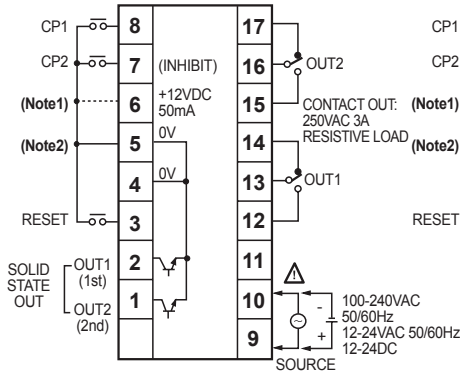 CP1 8
CP2 7 (INHIBIT)
(Note1) 6 +12VDC
50mA
(Note2) 5 0V
4 0V
RESET 3
SOLID
STATE
OUT
OUT1
(1st)
2
OUT2
(2nd)
1
17
16 OUT2
15 CONTACT OUT:
250VAC 3A
RESISTIVE LOAD
14
13 OUT1
12
11
10
9
100-240VAC
50/60Hz
12-24VAC 50/60Hz
12-24DC
- +
SOURCE
CP1
CP2
(Note1)
(Note2)
RESET